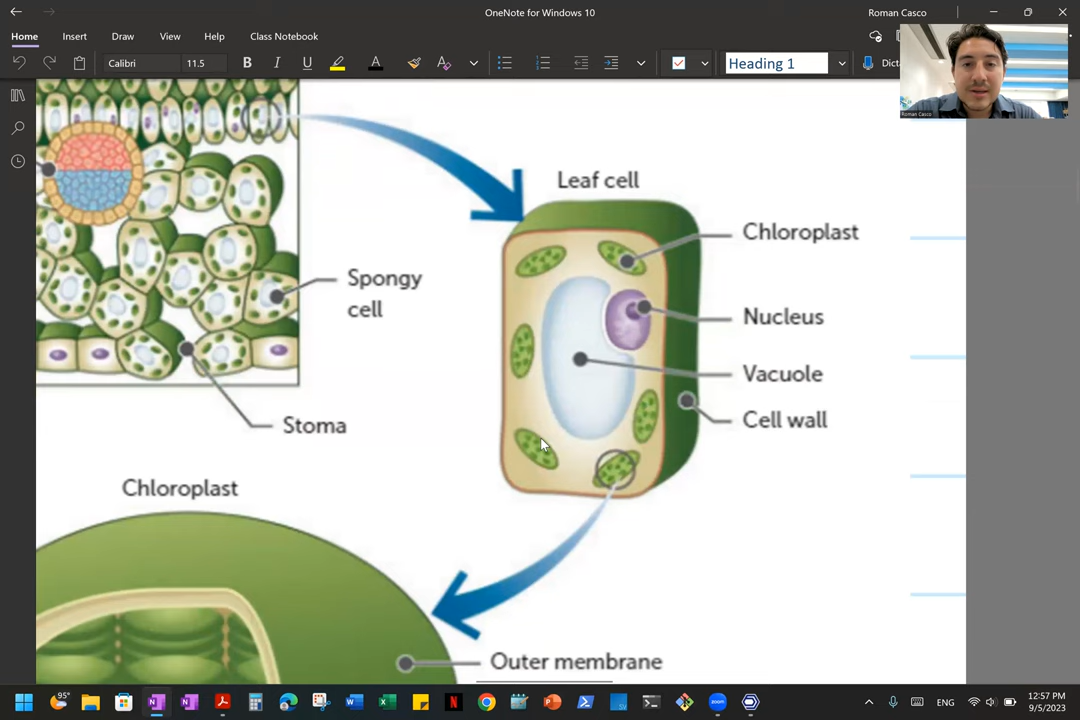 OneNote for Windows 10
Roman Casco
Home Insert Draw View Help Class Notebook
Calibri 11.5 B I U A Heading 1
Roman Casco
Leaf cell
Chloroplast
Spongy
cell
Nucleus
Vacuole
Cell wall
Stoma
Chloroplast
Outer membrane
95°
12:57 PM
9/5/2023